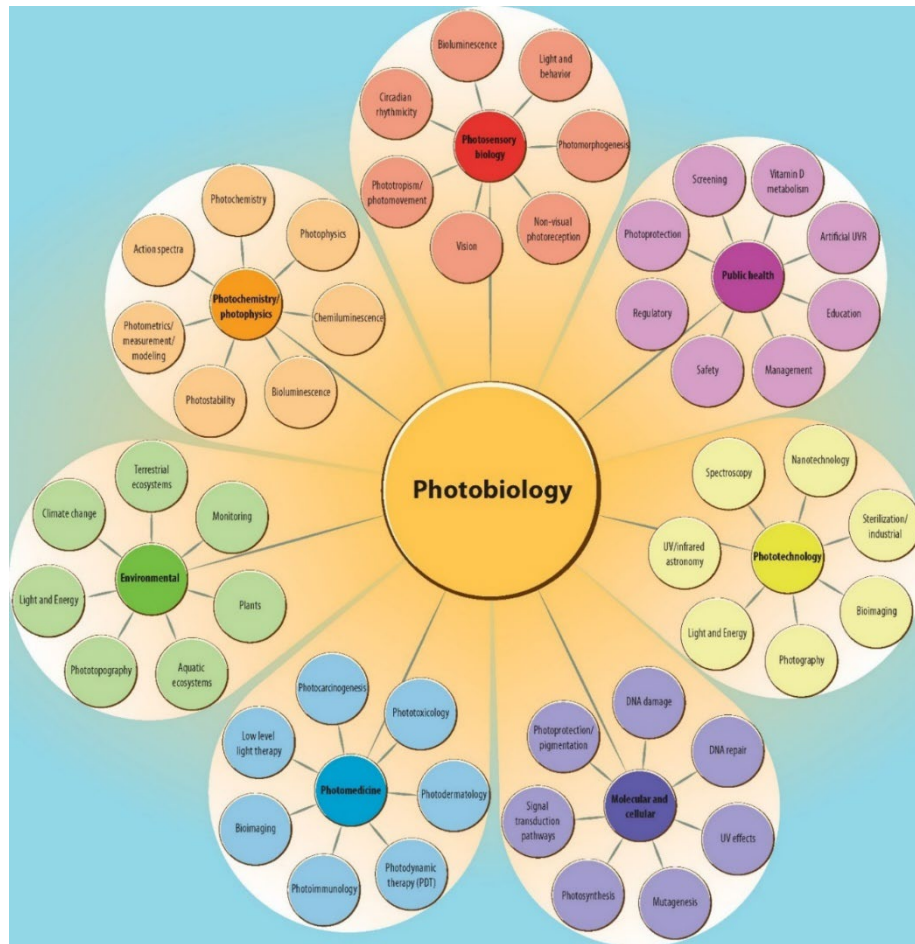 Photobiology
Photosensory
biology
Bioluminescence
Light and
behavior
Photomorphogenesis
Non-visual
photoreception
Vision
Phototropism/
photomovement
Circadian
rhythmicity
Public health
Screening
Vitamin D
metabolism
Artificial UVR
Education
Management
Safety
Regulatory
Photoprotection
Phototechnology
Spectroscopy
Nanotechnology
Sterilization/
industrial
Bioimaging
Photography
Light and Energy
UV/infrared
astronomy
Molecular and
cellular
DNA damage
DNA repair
UV effects
Mutagenesis
Photosynthesis
Signal
transduction
pathways
Photoprotection/
pigmentation
Photomedicine
Photocarcinogenesis
Phototoxicology
Photodermatology
Photodynamic
therapy (PDT)
Photoimmunology
Bioimaging
Low level
light therapy
Environmental
Terrestrial
ecosystems
Monitoring
Plants
Aquatic
ecosystems
Phototopography
Light and Energy
Climate change
Photochemistry/
photophysics
Photochemistry
Photophysics
Chemiluminescence
Bioluminescence
Photostability
Photometrics/
measurement/
modeling
Action spectra